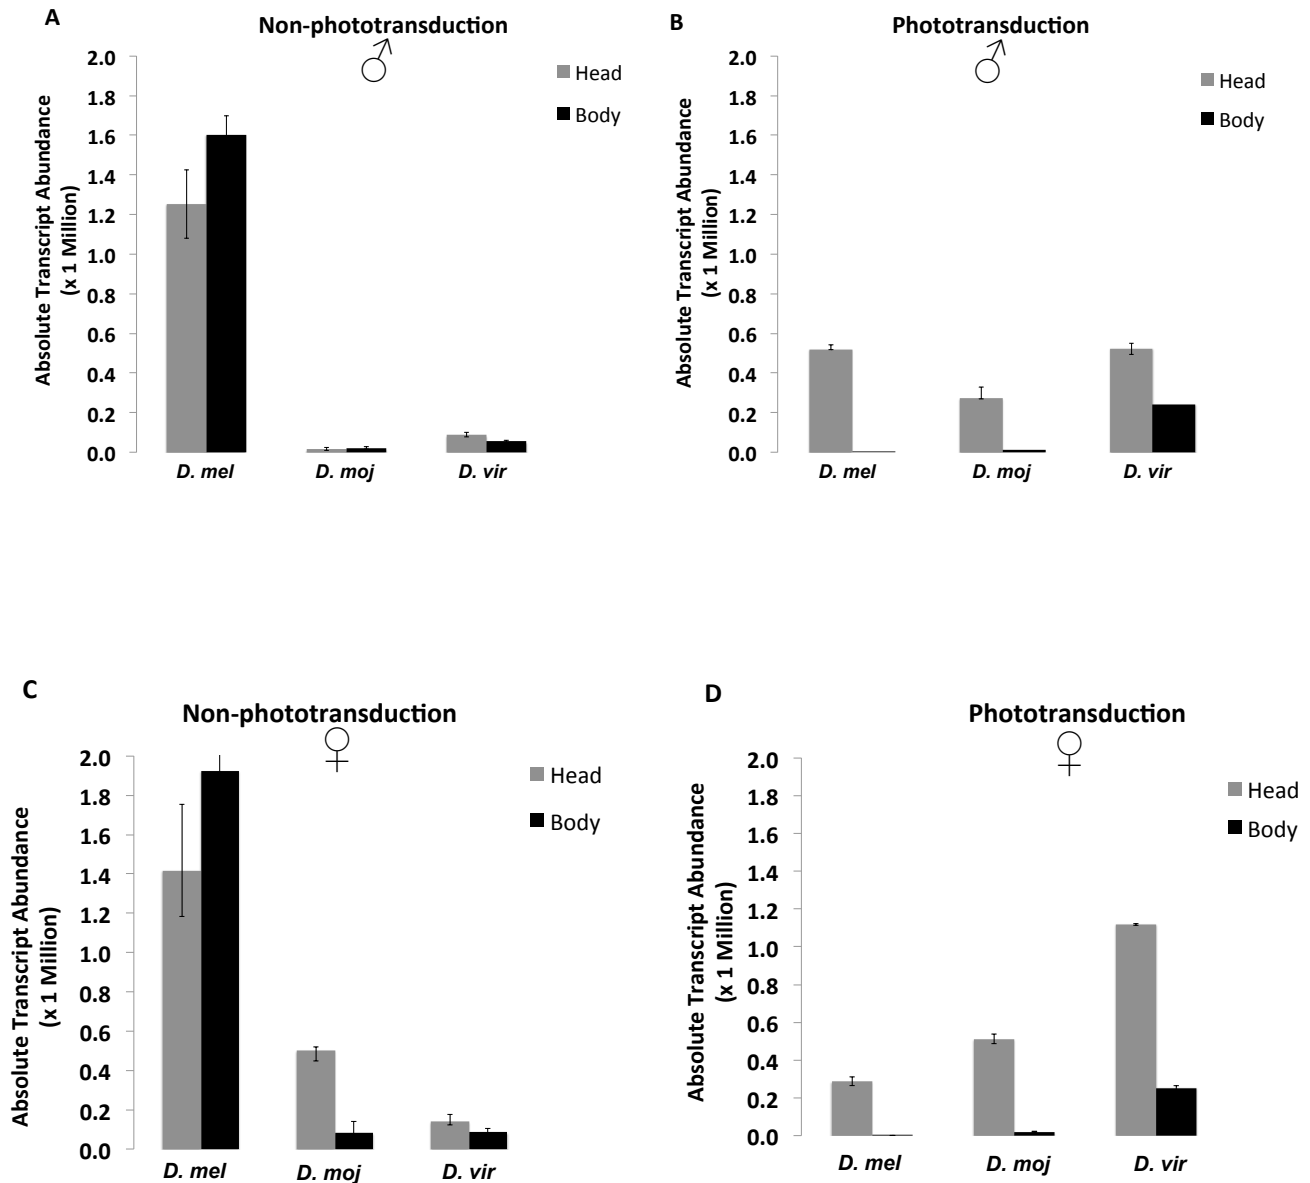 A
Non-phototransduction
Head
Body
Absolute Transcript Abundance
(x 1 Million)
2.0
1.8
1.6
1.4
1.2
1.0
0.8
0.6
0.4
0.2
0.0
D. mel
D. moj
D. vir
B
Phototransduction
Head
Body
Absolute Transcript Abundance
(x 1 Million)
2.0
1.8
1.6
1.4
1.2
1.0
0.8
0.6
0.4
0.2
0.0
D. mel
D. moj
D. vir
C
Non-phototransduction
Head
Body
Absolute Transcript Abundance
(x 1 Million)
2.0
1.8
1.6
1.4
1.2
1.0
0.8
0.6
0.4
0.2
0.0
D. mel
D. moj
D. vir
D
Phototransduction
Head
Body
Absolute Transcript Abundance
(x 1 Million)
2.0
1.8
1.6
1.4
1.2
1.0
0.8
0.6
0.4
0.2
0.0
D. mel
D. moj
D. vir